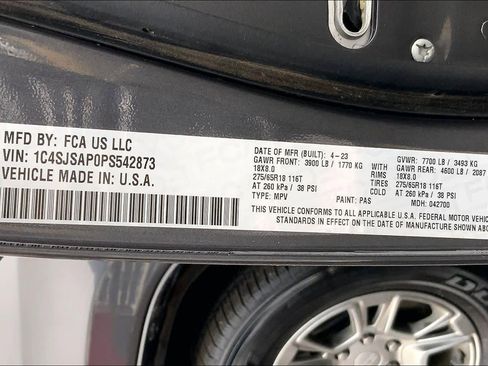 MFD BY: FCA US LLC
VIN: 1C4SJSAP0PS542873
VEHICLE MADE IN: U.S.A.
DATE OF MFR (BUILT): 4-23
GAWR FRONT: 3900 LB / 1770 KG
18X8.0
275/65R18 116T
AT 260 kPa / 38 PSI
TYPE: MPV
PAINT: PAS
GVWR: 7700 LB / 3493 KG
GAWR REAR: 4600 LB / 2087
RIMS 18X8.0
TIRES 275/65R18 116T
AT 260 kPa / 38 PSI
MDH: 042700
THIS VEHICLE CONFORMS TO ALL APPLICABLE U.S.A. FEDERAL MOTOR VEHICLE
STANDARDS IN EFFECT ON THE DATE OF MANUFACTURE SHOWN ABOV